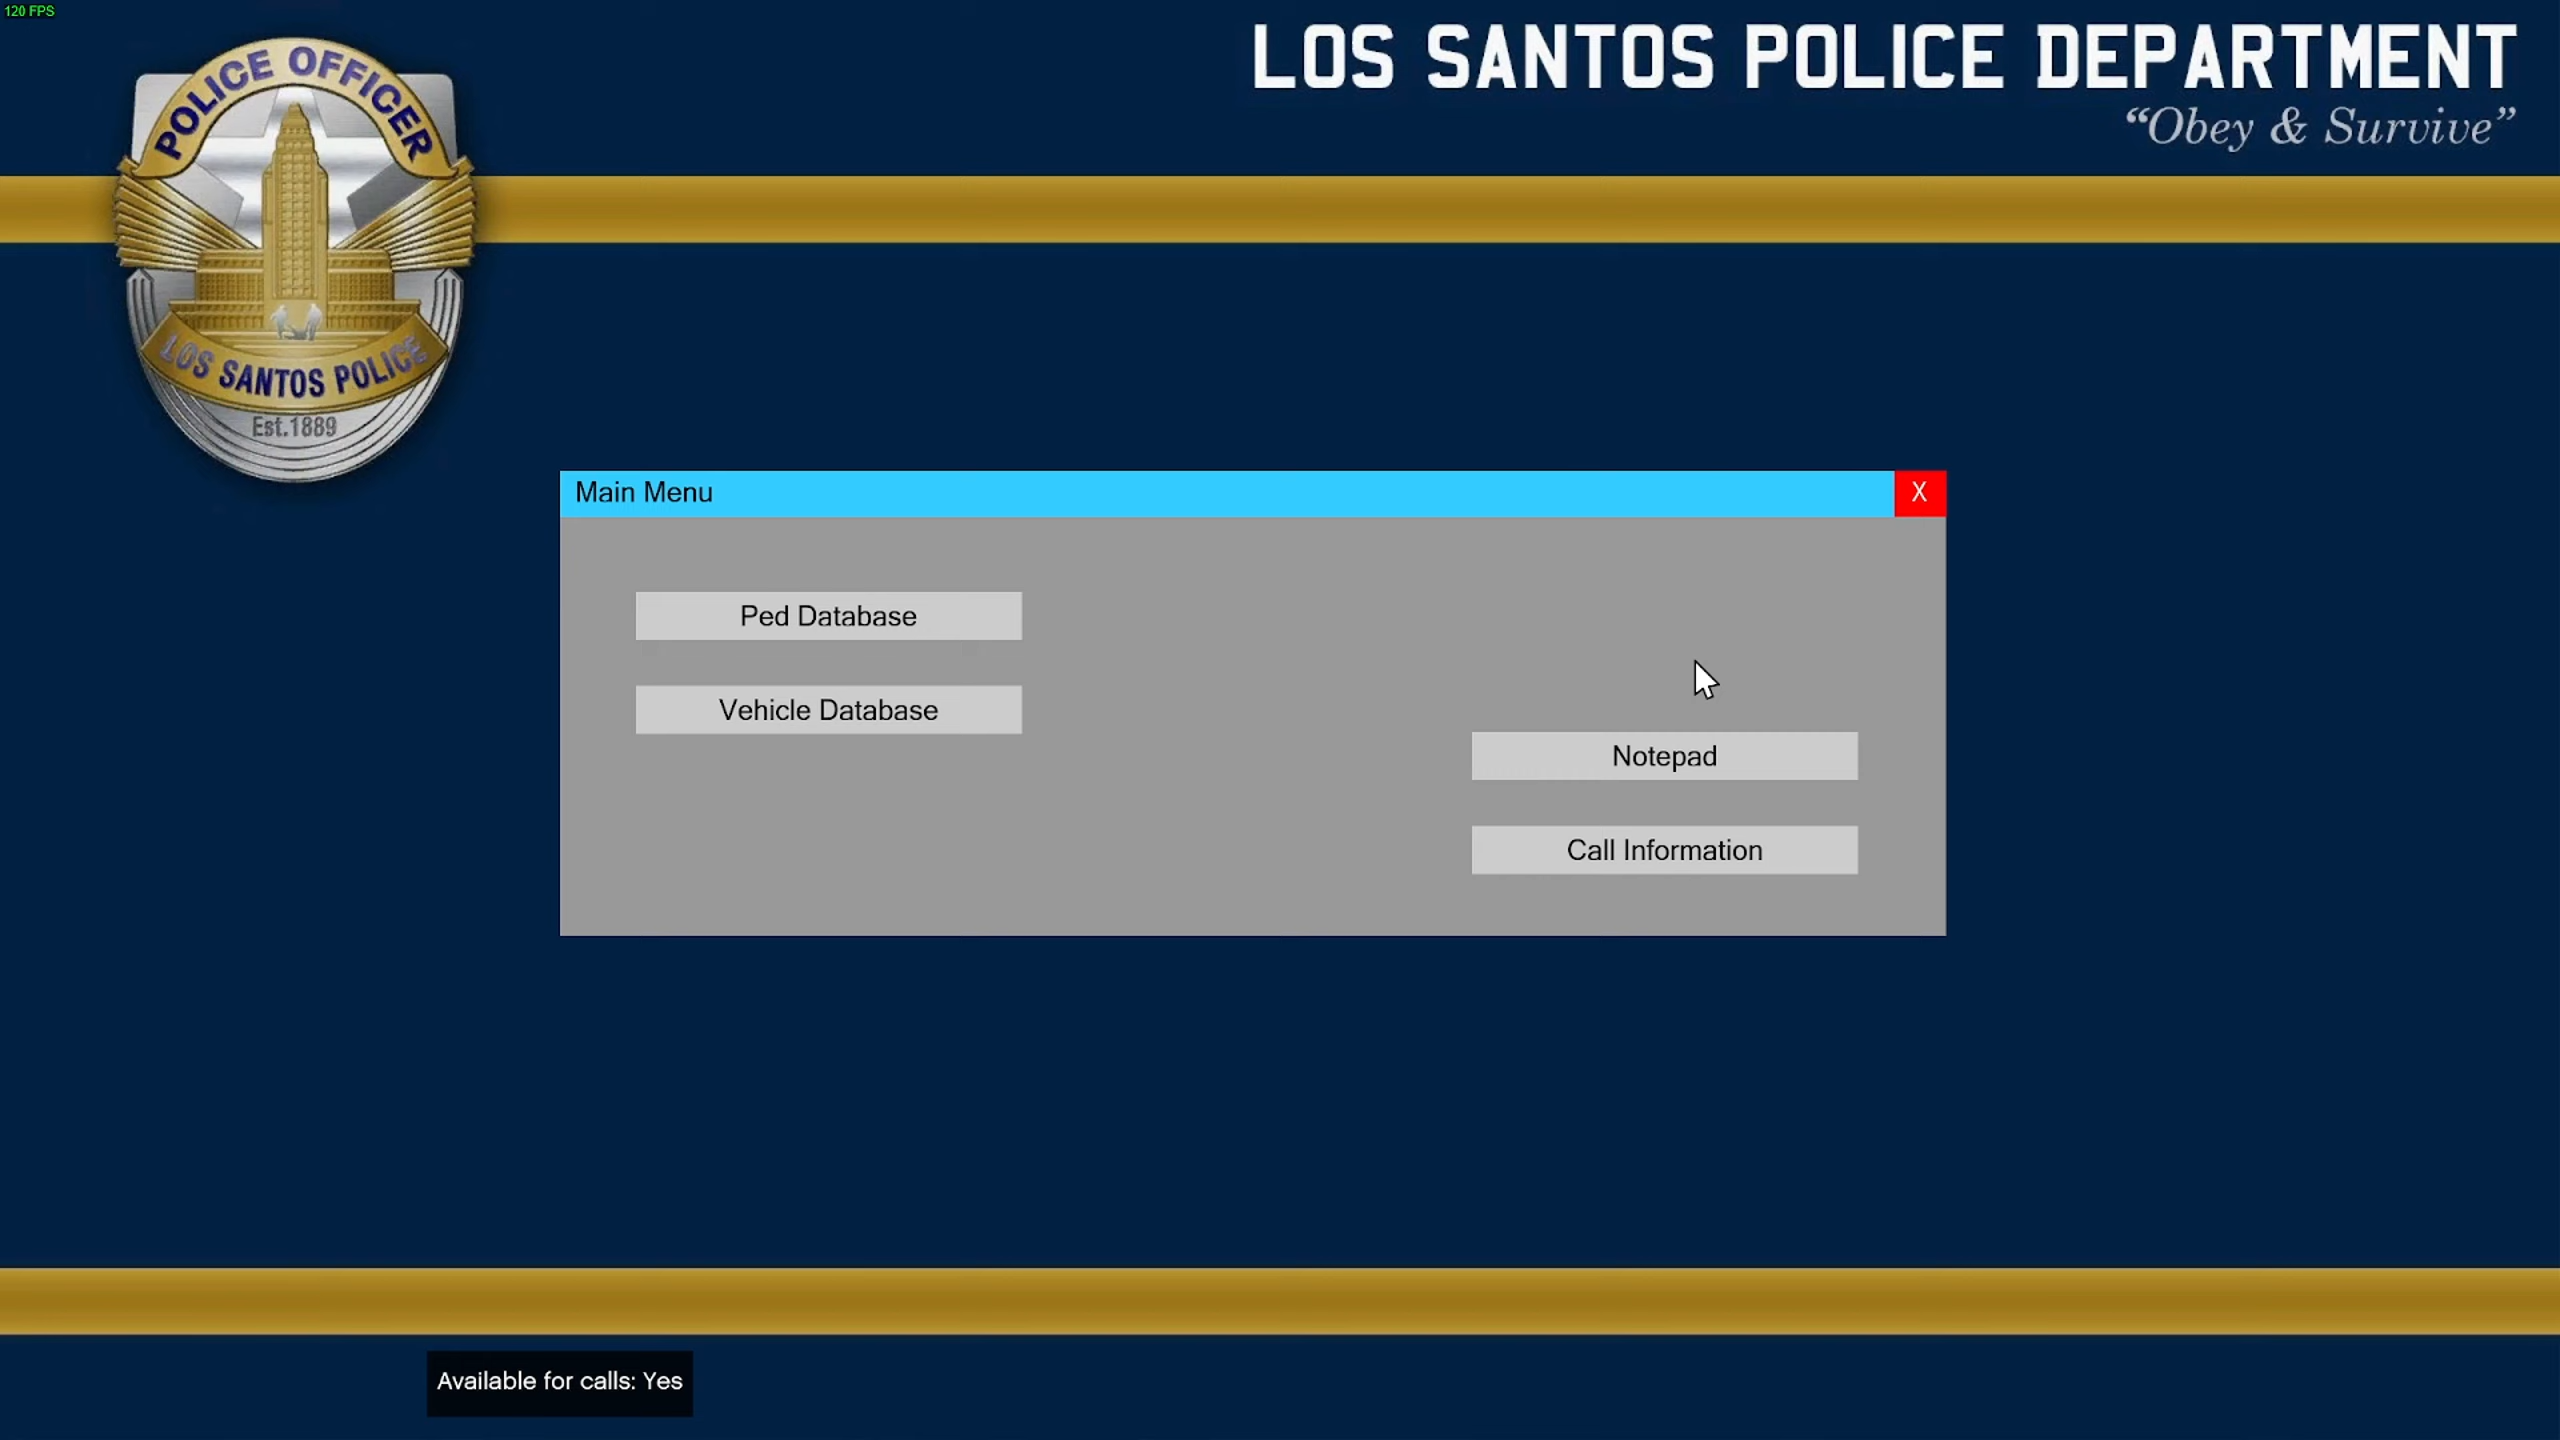 120 FPS
LOS SANTOS POLICE DEPARTMENT
“Obey & Survive”
POLICE OFFICER
LOS SANTOS POLICE
Est.1889
Main Menu
X
Ped Database
Vehicle Database
Notepad
Call Information
Available for calls: Yes